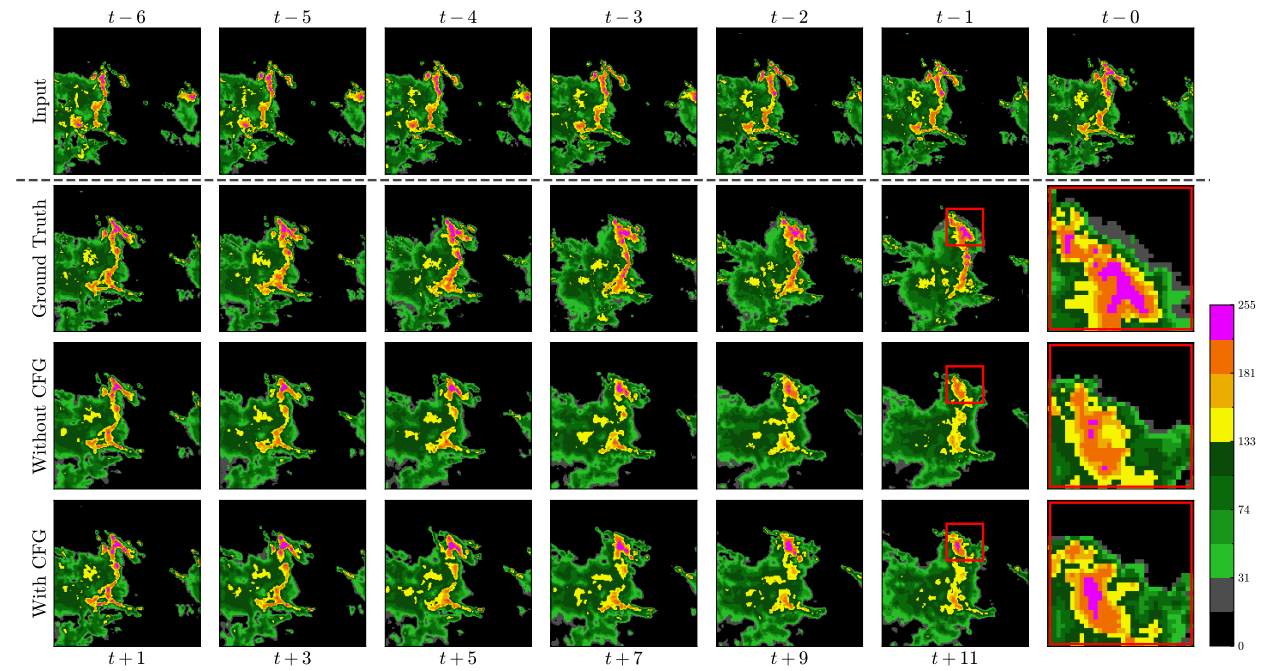 t − 6 t − 5 t − 4 t − 3 t − 2 t − 1 t − 0
Input
Ground Truth
Without CFG
With CFG
255
181
133
74
31
0
t + 1 t + 3 t + 5 t + 7 t + 9 t + 11